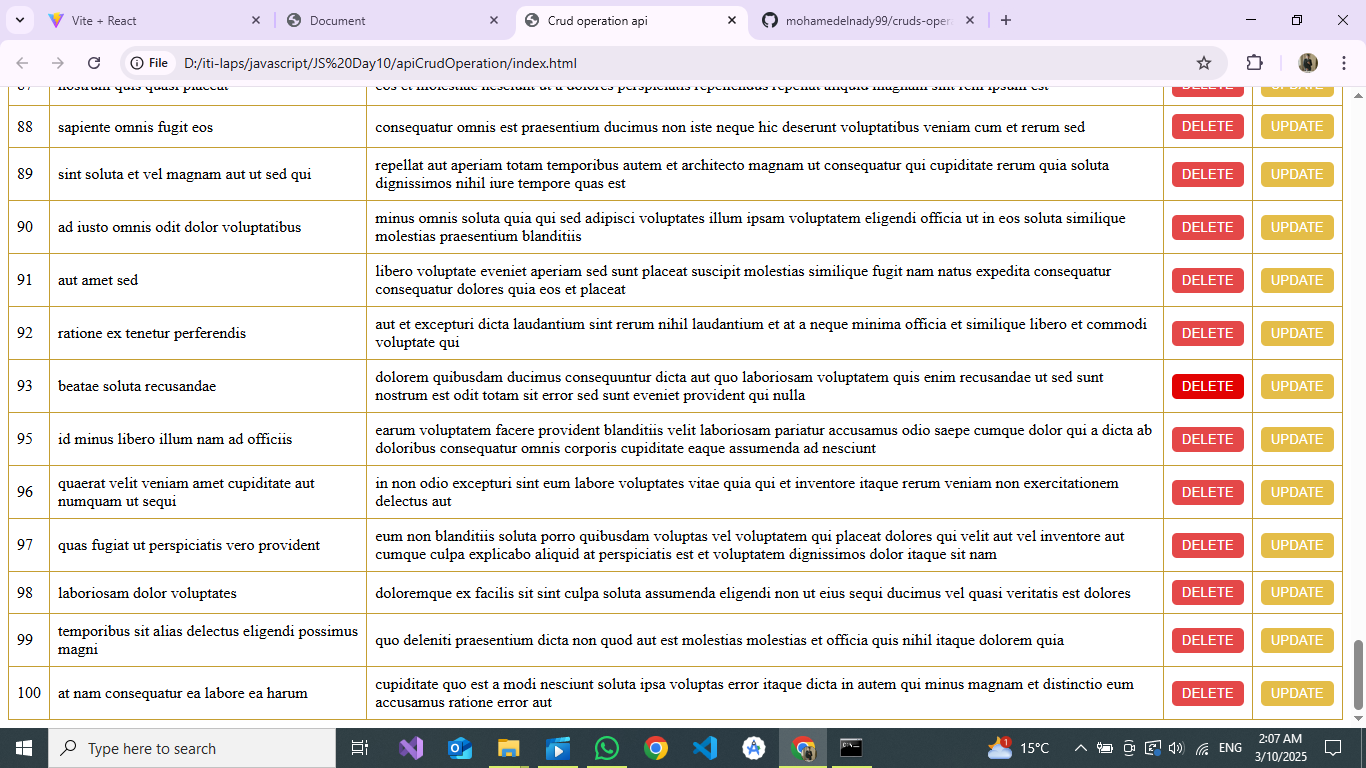 Vite + React
Document
Crud operation api
mohamedelnady99/cruds-oper
File
D:/iti-laps/javascript/JS%20Day10/apiCrudOperation/index.html
88 sapiente omnis fugit eos consequatur omnis est praesentium ducimus non iste neque hic deserunt voluptatibus veniam cum et rerum sed DELETE UPDATE
89 sint soluta et vel magnam aut ut sed qui repellat aut aperiam totam temporibus autem et architecto magnam ut consequatur qui cupiditate rerum quia soluta DELETE UPDATE
dignissimos nihil iure tempore quas est
90 ad iusto omnis odit dolor voluptatibus minus omnis soluta quia qui sed adipisci voluptates illum ipsam voluptatem eligendi officia ut in eos soluta similique DELETE UPDATE
molestias praesentium blanditiis
91 aut amet sed libero voluptate eveniet aperiam sed sunt placeat suscipit molestias similique fugit nam natus expedita consequatur DELETE UPDATE
consequatur dolores quia eos et placeat
92 ratione ex tenetur perferendis aut et excepturi dicta laudantium sint rerum nihil laudantium et at a neque minima officia et similique libero et commodi DELETE UPDATE
voluptate qui
93 beatae soluta recusandae dolorem quibusdam ducimus consequuntur dicta aut quo laboriosam voluptatem quis enim recusandae ut sed sunt DELETE UPDATE
nostrum est odit totam sit error sed sunt eveniet provident qui nulla
95 id minus libero illum nam ad officiis earum voluptatem facere provident blanditiis velit laboriosam pariatur accusamus odio saepe cumque dolor qui a dicta ab DELETE UPDATE
doloribus consequatur omnis corporis cupiditate eaque assumenda ad nesciunt
96 quaerat velit veniam amet cupiditate aut in non odio excepturi sint eum labore voluptates vitae quia qui et inventore itaque rerum veniam non exercitationem DELETE UPDATE
numquam ut sequi delectus aut
97 quas fugiat ut perspiciatis vero provident eum non blanditiis soluta porro quibusdam voluptas vel voluptatem qui placeat dolores qui velit aut vel inventore aut DELETE UPDATE
cumque culpa explicabo aliquid at perspiciatis est et voluptatem dignissimos dolor itaque sit nam
98 laboriosam dolor voluptates doloremque ex facilis sit sint culpa soluta assumenda eligendi non ut eius sequi ducimus vel quasi veritatis est dolores DELETE UPDATE
99 temporibus sit alias delectus eligendi possimus quo deleniti praesentium dicta non quod aut est molestias molestias et officia quis nihil itaque dolorem quia DELETE UPDATE
magni
100 at nam consequatur ea labore ea harum cupiditate quo est a modi nesciunt soluta ipsa voluptas error itaque dicta in autem qui minus magnam et distinctio eum DELETE UPDATE
accusamus ratione error aut
Type here to search
1
15°C
ENG
2:07 AM
3/10/2025